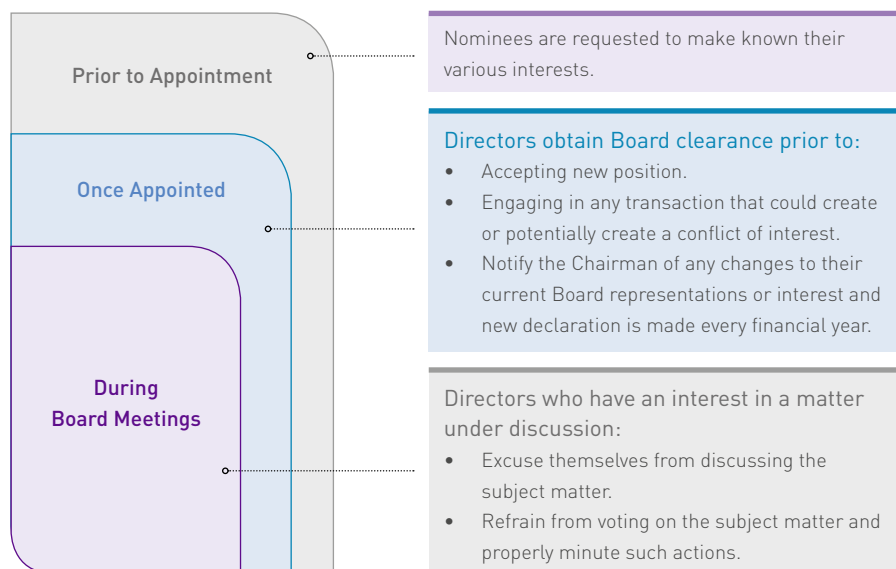 Prior to Appointment
Nominees are requested to make known their
various interests.
Once Appointed
Directors obtain Board clearance prior to:
• Accepting new position.
• Engaging in any transaction that could create
or potentially create a conflict of interest.
• Notify the Chairman of any changes to their
current Board representations or interest and
new declaration is made every financial year.
During
Board Meetings
Directors who have an interest in a matter
under discussion:
• Excuse themselves from discussing the
subject matter.
• Refrain from voting on the subject matter and
properly minute such actions.